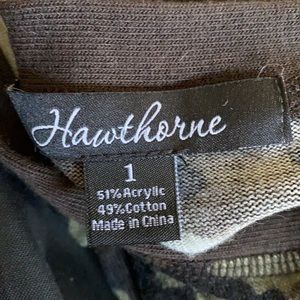 Hawthorne
1
51%Acrylic
49%Cotton
Made in China